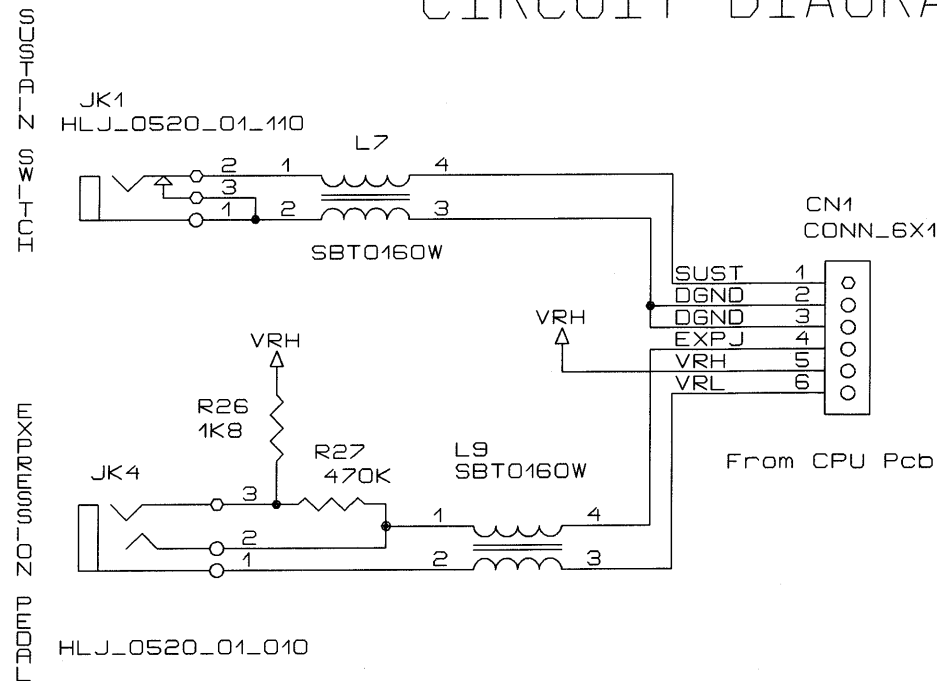 CIRCUIT DIAGRA
SUSTAIN SWITCH
JK1
HLJ_0520_01_110
L7
2 1 4
3
1 2 3
SBT0160W
CN1
CONN_6X1
SUST 1
DGND 2
DGND 3
EXPJ 4
VRH 5
VRL 6
VRH
VRH
R26
1K8
R27
470K
L9
SBT0160W
From CPU Pcb
EXPRESSION PEDAL
JK4
3
1 4
2
1 2 3
HLJ_0520_01_010